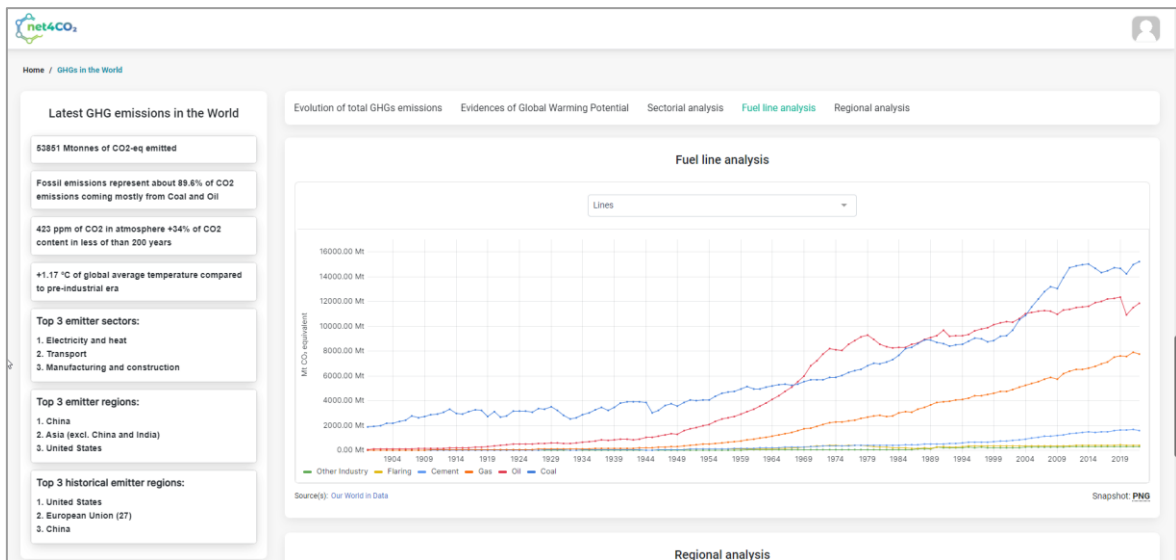 net4CO₂
Home / GHGs in the World
Latest GHG emissions in the World
53851 Mtonnes of CO2-eq emitted
Fossil emissions represent about 89.6% of CO2
emissions coming mostly from Coal and Oil
423 ppm of CO2 in atmosphere +34% of CO2
content in less of than 200 years
+1.17 °C of global average temperature compared
to pre-industrial era
Top 3 emitter sectors:
1. Electricity and heat
2. Transport
3. Manufacturing and construction
Top 3 emitter regions:
1. China
2. Asia (excl. China and India)
3. United States
Top 3 historical emitter regions:
1. United States
2. European Union (27)
3. China
Evolution of total GHGs emissions Evidences of Global Warming Potential Sectorial analysis Fuel line analysis Regional analysis
Fuel line analysis
Lines
Mt CO₂ equivalent
16000.00 Mt
14000.00 Mt
12000.00 Mt
10000.00 Mt
8000.00 Mt
6000.00 Mt
4000.00 Mt
2000.00 Mt
0.00 Mt
1904 1909 1914 1919 1924 1929 1934 1939 1944 1949 1954 1959 1964 1969 1974 1979 1984 1989 1994 1999 2004 2009 2014 2019
Other Industry Flaring Cement Gas Oil Coal
Source(s): Our World in Data
Snapshot: PNG
Regional analysis